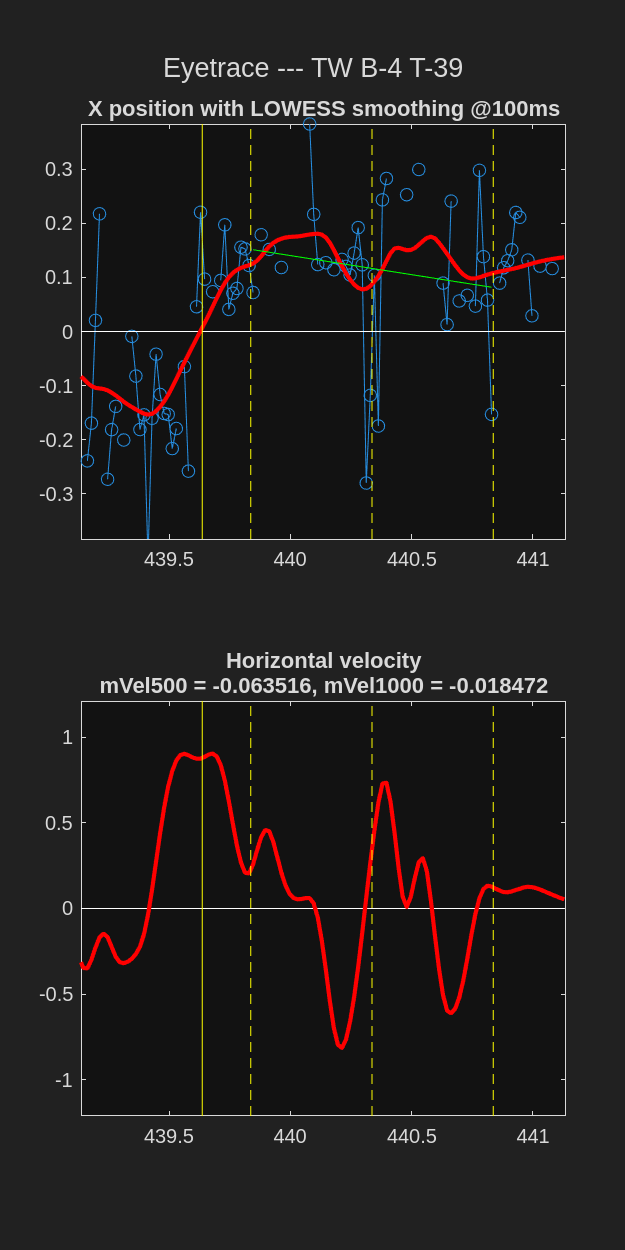 Eyetrace --- TW B-4 T-39
X position with LOWESS smoothing @100ms
0.3
0.2
0.1
0
-0.1
-0.2
-0.3
439.5 440 440.5 441
Horizontal velocity
mVel500 = -0.063516, mVel1000 = -0.018472
1
0.5
0
-0.5
-1
439.5 440 440.5 441